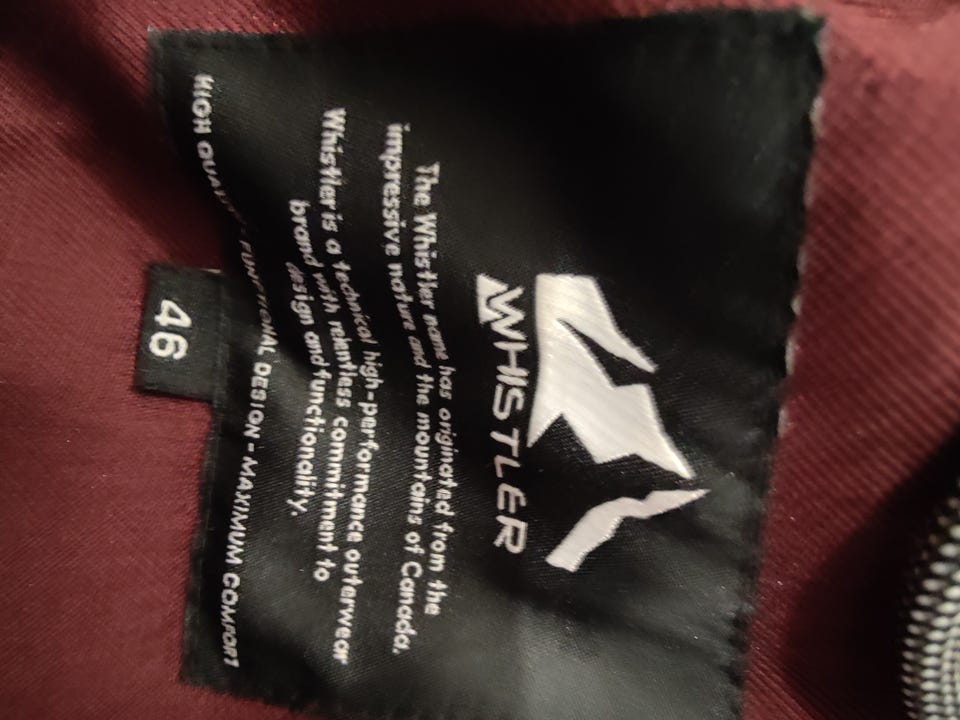 WHISTLER
The Whistler name has originated from the
impressive nature and the mountains of Canada.
Whistler is a technical high-performance outerwear
brand with relentless commitment to
design and functionality.
HIGH QUALITY - FUNCTIONAL DESIGN - MAXIMUM COMFORT
46